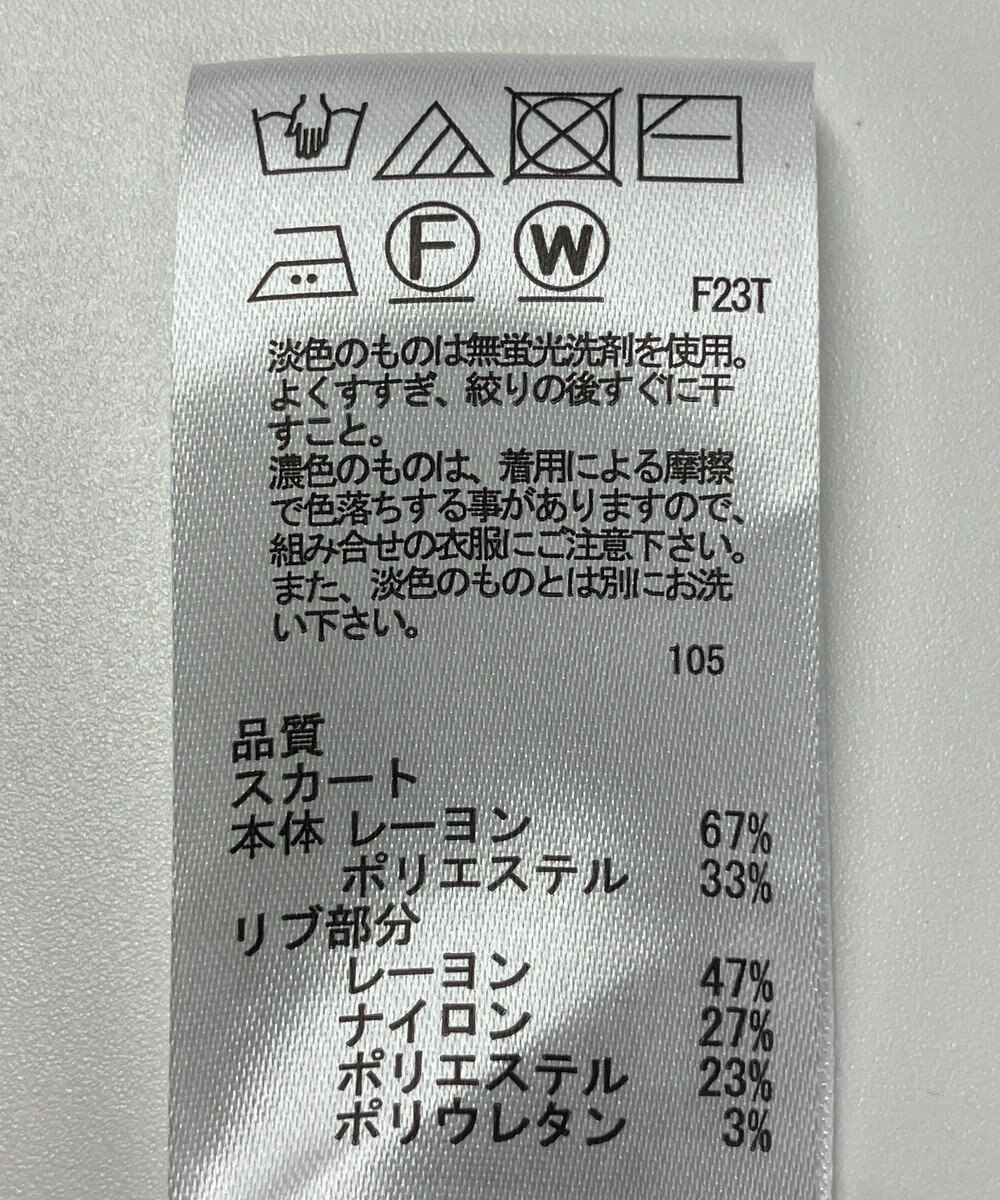 F W
F23T
淡色のものは無蛍光洗剤を使用。
よくすすぎ、絞りの後すぐに干
すこと。
濃色のものは、着用による摩擦
で色落ちする事がありますので、
組み合せの衣服にご注意下さい。
また、淡色のものとは別にお洗
い下さい。
105
品質
スカート
本体 レーヨン 67%
ポリエステル 33%
リブ部分
レーヨン 47%
ナイロン 27%
ポリエステル 23%
ポリウレタン 3%